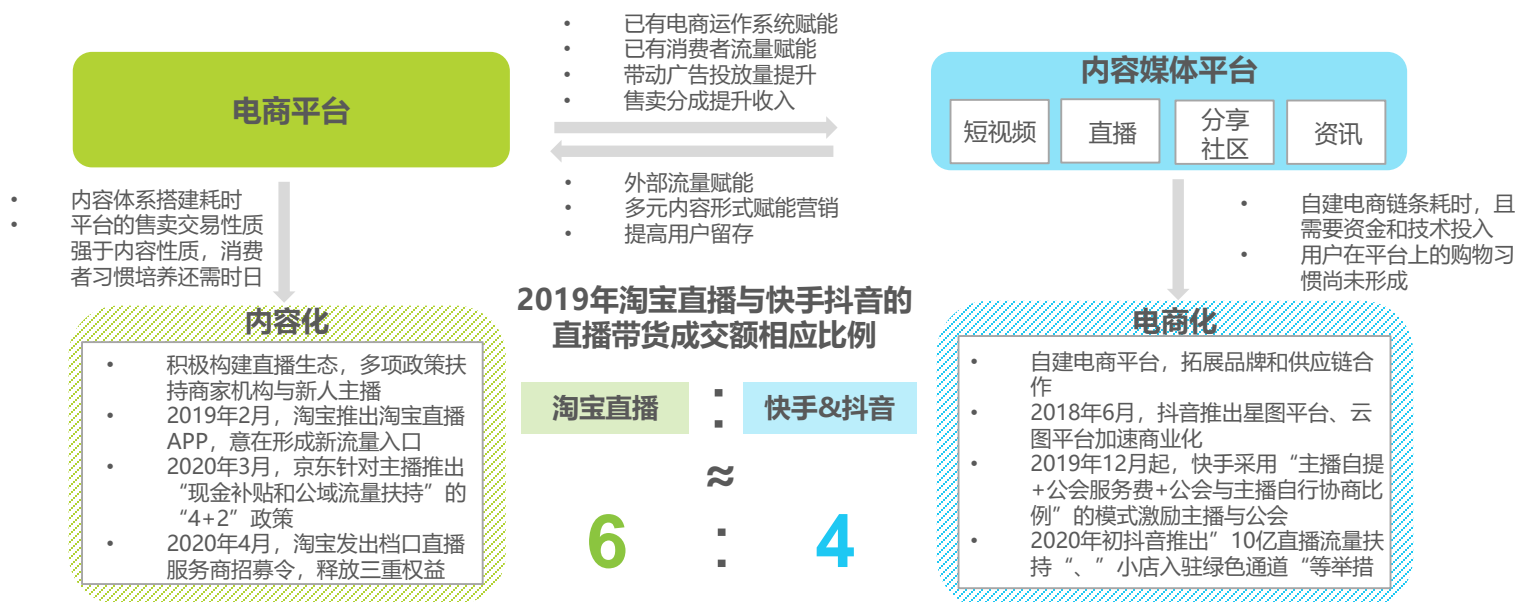 电商平台
• 已有电商运作系统赋能
• 已有消费者流量赋能
• 带动广告投放量提升
• 售卖分成提升收入
内容媒体平台
短视频
直播
分享
社区
资讯
• 外部流量赋能
• 多元内容形式赋能营销
• 提高用户留存
• 内容体系搭建耗时
• 平台的售卖交易性质
强于内容性质，消费
者习惯培养还需时日
• 自建电商链条耗时，且
需要资金和技术投入
• 用户在平台上的购物习
惯尚未形成
内容化
• 积极构建直播生态，多项政策扶
持商家机构与新人主播
• 2019年2月，淘宝推出淘宝直播
APP，意在形成新流量入口
• 2020年3月，京东针对主播推出
“现金补贴和公域流量扶持”的
“4+2”政策
• 2020年4月，淘宝发出档口直播
服务商招募令，释放三重权益
2019年淘宝直播与快手抖音的
直播带货成交额相应比例
淘宝直播 : 快手&抖音
≈
6 : 4
电商化
• 自建电商平台，拓展品牌和供应链合
作
• 2018年6月，抖音推出星图平台、云
图平台加速商业化
• 2019年12月起，快手采用“主播自提
+公会服务费+公会与主播自行协商比
例”的模式激励主播与公会
• 2020年初抖音推出”10亿直播流量扶
持“、”小店入驻绿色通道“等举措